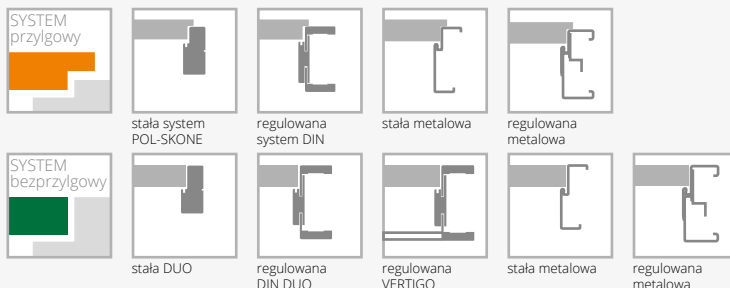 SYSTEM
przylgowy
stała system
POL-SKONE
regulowana
system DIN
stała metalowa
regulowana
metalowa
SYSTEM
bezprzylgowy
stała DUO
regulowana
DIN DUO
regulowana
VERTIGO
stała metalowa
regulowana
metalowa